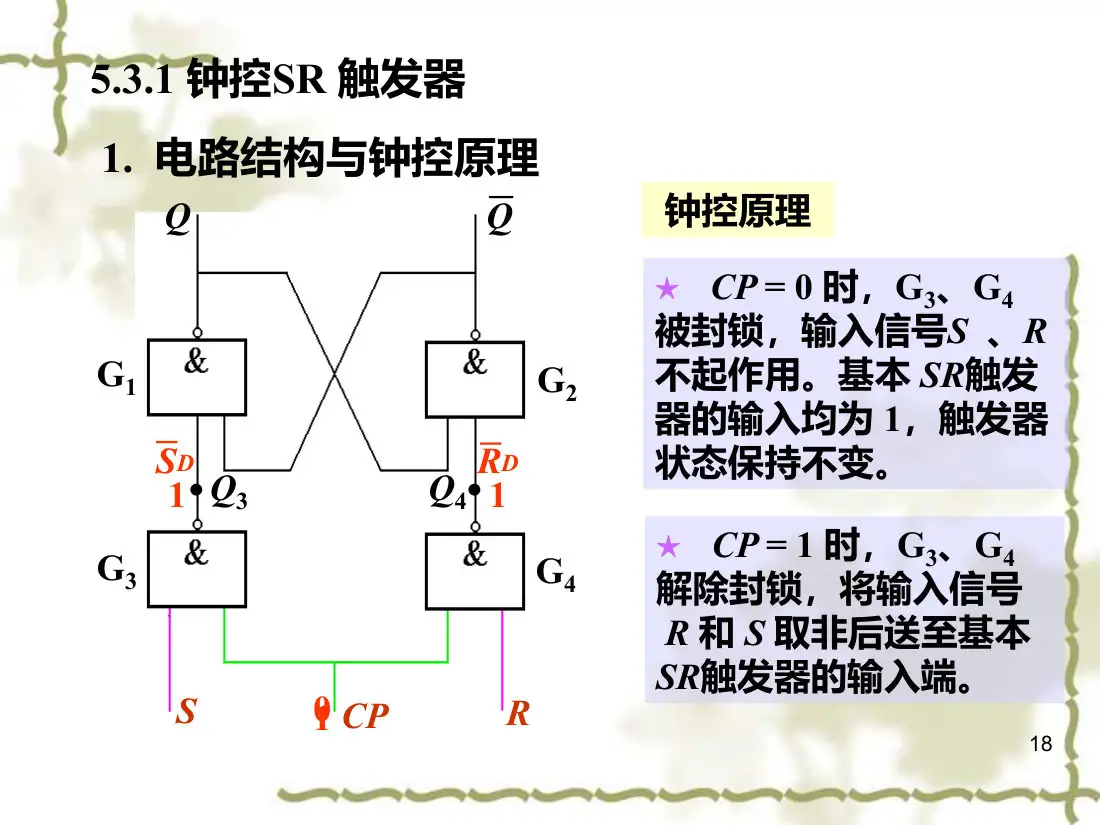 5.3.1 钟控SR 触发器
1. 电路结构与钟控原理
Q
Q̅
钟控原理
★ CP = 0 时，G₃、G₄
被封锁，输入信号S 、R
不起作用。基本 SR触发
器的输入均为 1，触发器
状态保持不变。
&
&
G₁
G₂
S̅D
R̅D
1
Q₃
Q₄
1
★ CP = 1 时，G₃、G₄
解除封锁，将输入信号
R 和 S 取非后送至基本
SR触发器的输入端。
&
&
G₃
G₄
S
CP
R
18